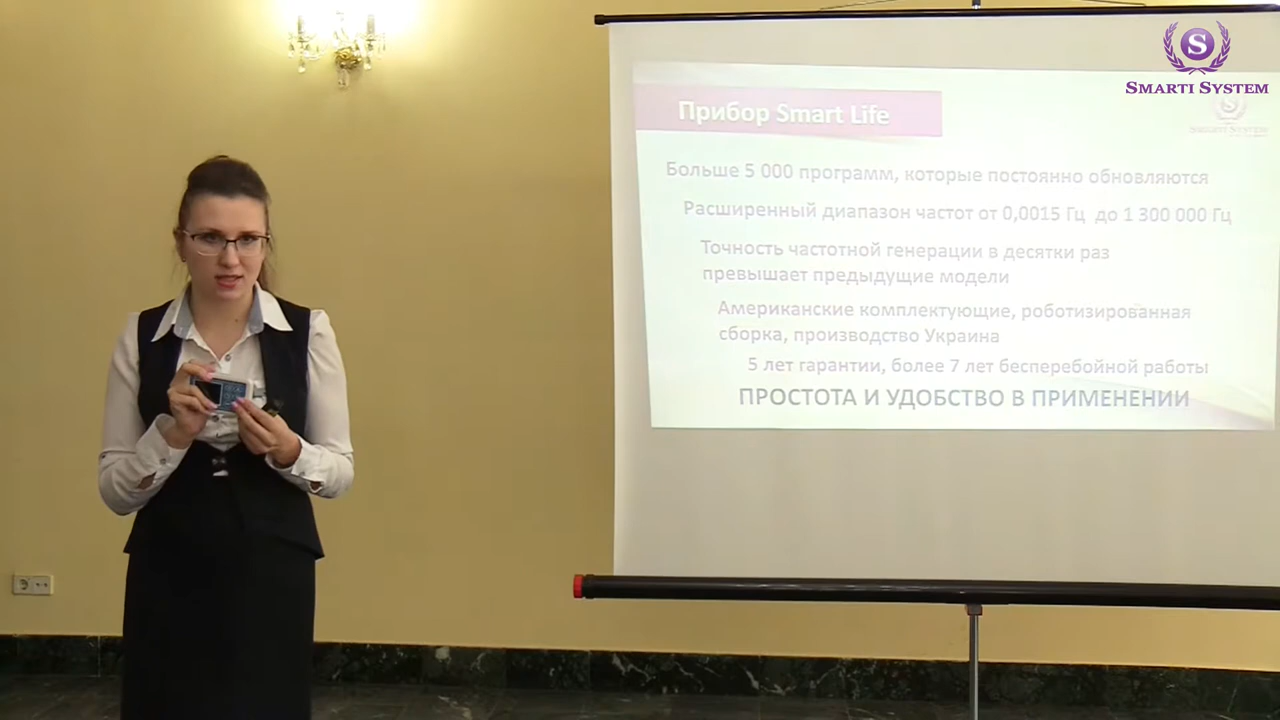 S
SMARTI SYSTEM
Прибор Smart Life
SMARTI SYSTEM
Больше 5 000 программ, которые постоянно обновляются
Расширенный диапазон частот от 0,0015 Гц до 1 300 000 Гц
Точность частотной генерации в десятки раз
превышает предыдущие модели
Американские комплектующие, роботизированная
сборка, производство Украина
5 лет гарантии, более 7 лет бесперебойной работы
ПРОСТОТА И УДОБСТВО В ПРИМЕНЕНИИ